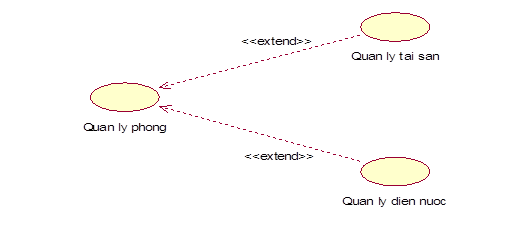 <<extend>>
Quan ly tai san
Quan ly phong
<<extend>>
Quan ly dien nuoc